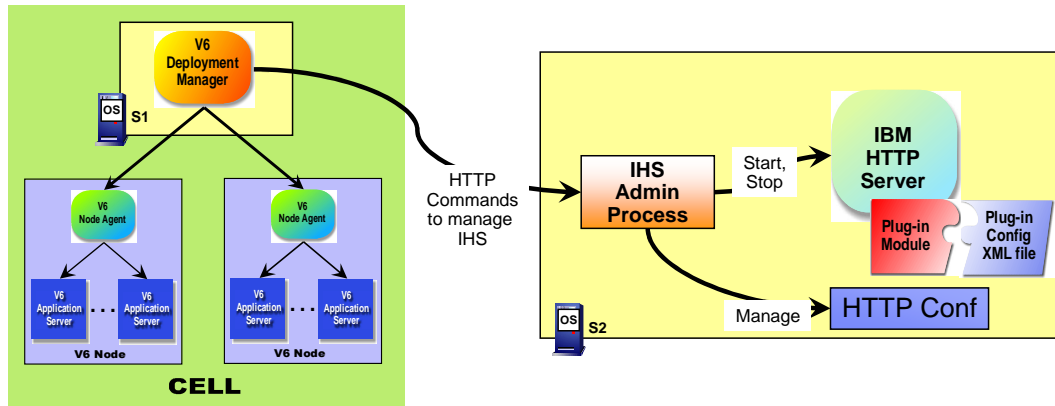 V6
Deployment
Manager
OS
S1
V6
Node Agent
V6
Node Agent
V6
Application
Server
...
V6
Application
Server
V6
Application
Server
...
V6
Application
Server
V6 Node
V6 Node
CELL
HTTP
Commands
to manage
IHS
IHS
Admin
Process
Start,
Stop
IBM
HTTP
Server
Plug-in
Module
Plug-in
Config
XML file
Manage
HTTP Conf
OS
S2